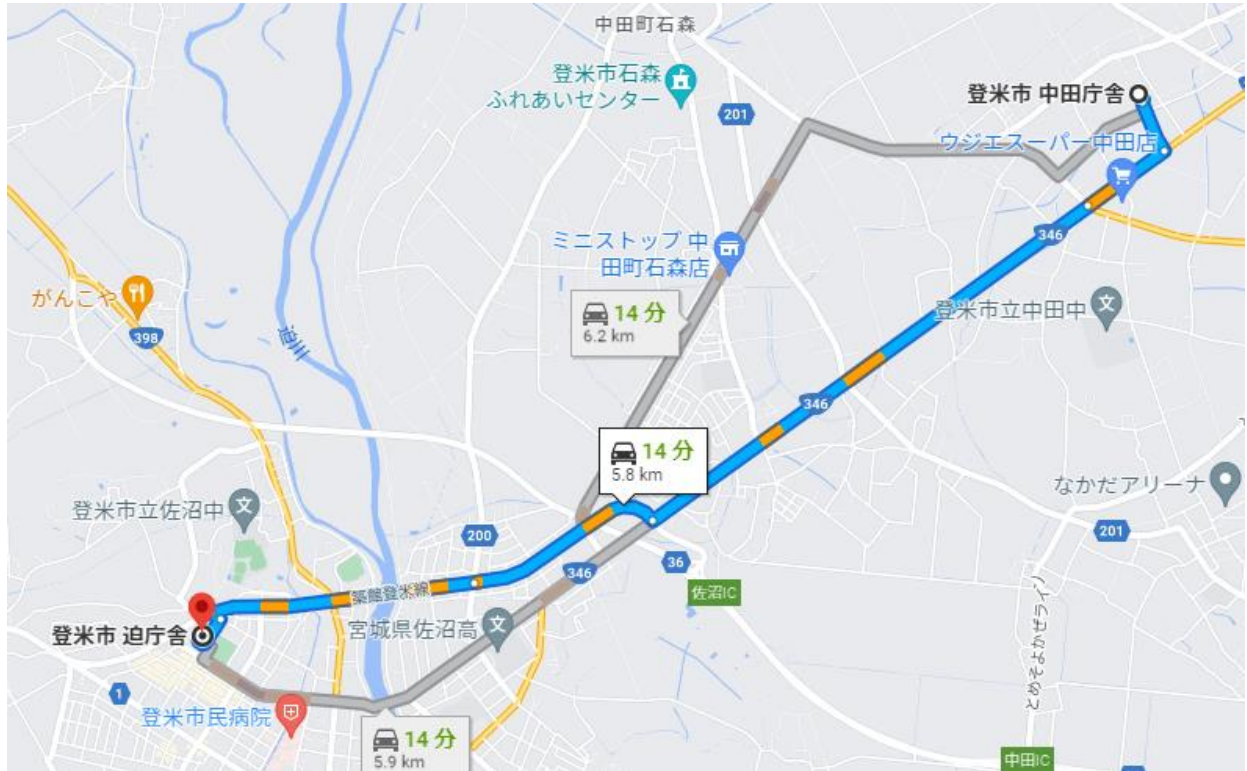 中田町石森
登米市石森
ふれあいセンター
201
登米市 中田庁舎
ウジエスーパー中田店
346
ミニストップ 中
田町石森店
がんこや
398
迫川
14 分
6.2 km
登米市立中田中
346
14 分
5.8 km
なかだアリーナ
登米市立佐沼中
200
201
36
346
佐沼IC
築館登米線
宮城県佐沼高
登米市 迫庁舎
とめそよかぜライン
1
登米市民病院
14 分
5.9 km
中田IC